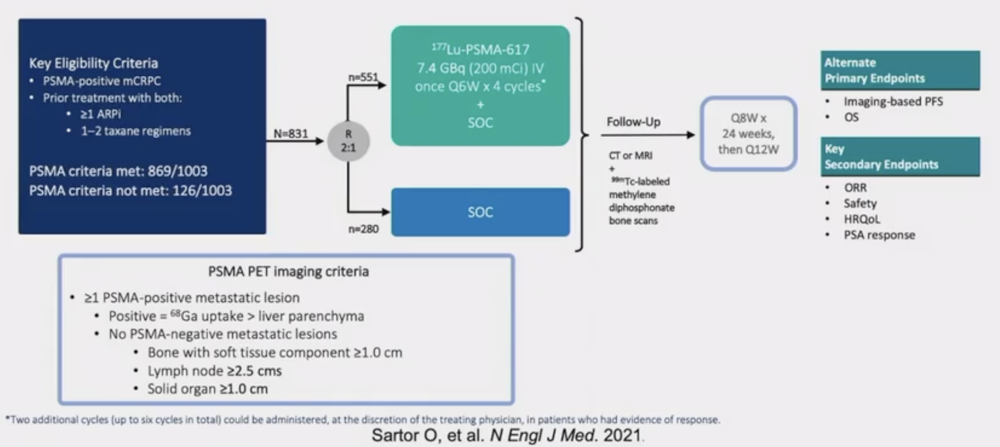 Key Eligibility Criteria
• PSMA-positive mCRPC
• Prior treatment with both:
• ≥1 ARPi
• 1–2 taxane regimens
PSMA criteria met: 869/1003
PSMA criteria not met: 126/1003
N=831
R
2:1
n=551
n=280
¹⁷⁷Lu-PSMA-617
7.4 GBq (200 mCi) IV
once Q6W x 4 cycles*
+
SOC
SOC
Follow-Up
CT or MRI
+
⁹⁹ᵐTc-labeled
methylene
diphosphonate
bone scans
Q8W x
24 weeks,
then Q12W
Alternate
Primary Endpoints
• Imaging-based PFS
• OS
Key
Secondary Endpoints
• ORR
• Safety
• HRQoL
• PSA response
PSMA PET imaging criteria
• ≥1 PSMA-positive metastatic lesion
• Positive = ⁶⁸Ga uptake > liver parenchyma
• No PSMA-negative metastatic lesions
• Bone with soft tissue component ≥1.0 cm
• Lymph node ≥2.5 cms
• Solid organ ≥1.0 cm
*Two additional cycles (up to six cycles in total) could be administered, at the discretion of the treating physician, in patients who had evidence of response.
Sartor O, et al. N Engl J Med. 2021.